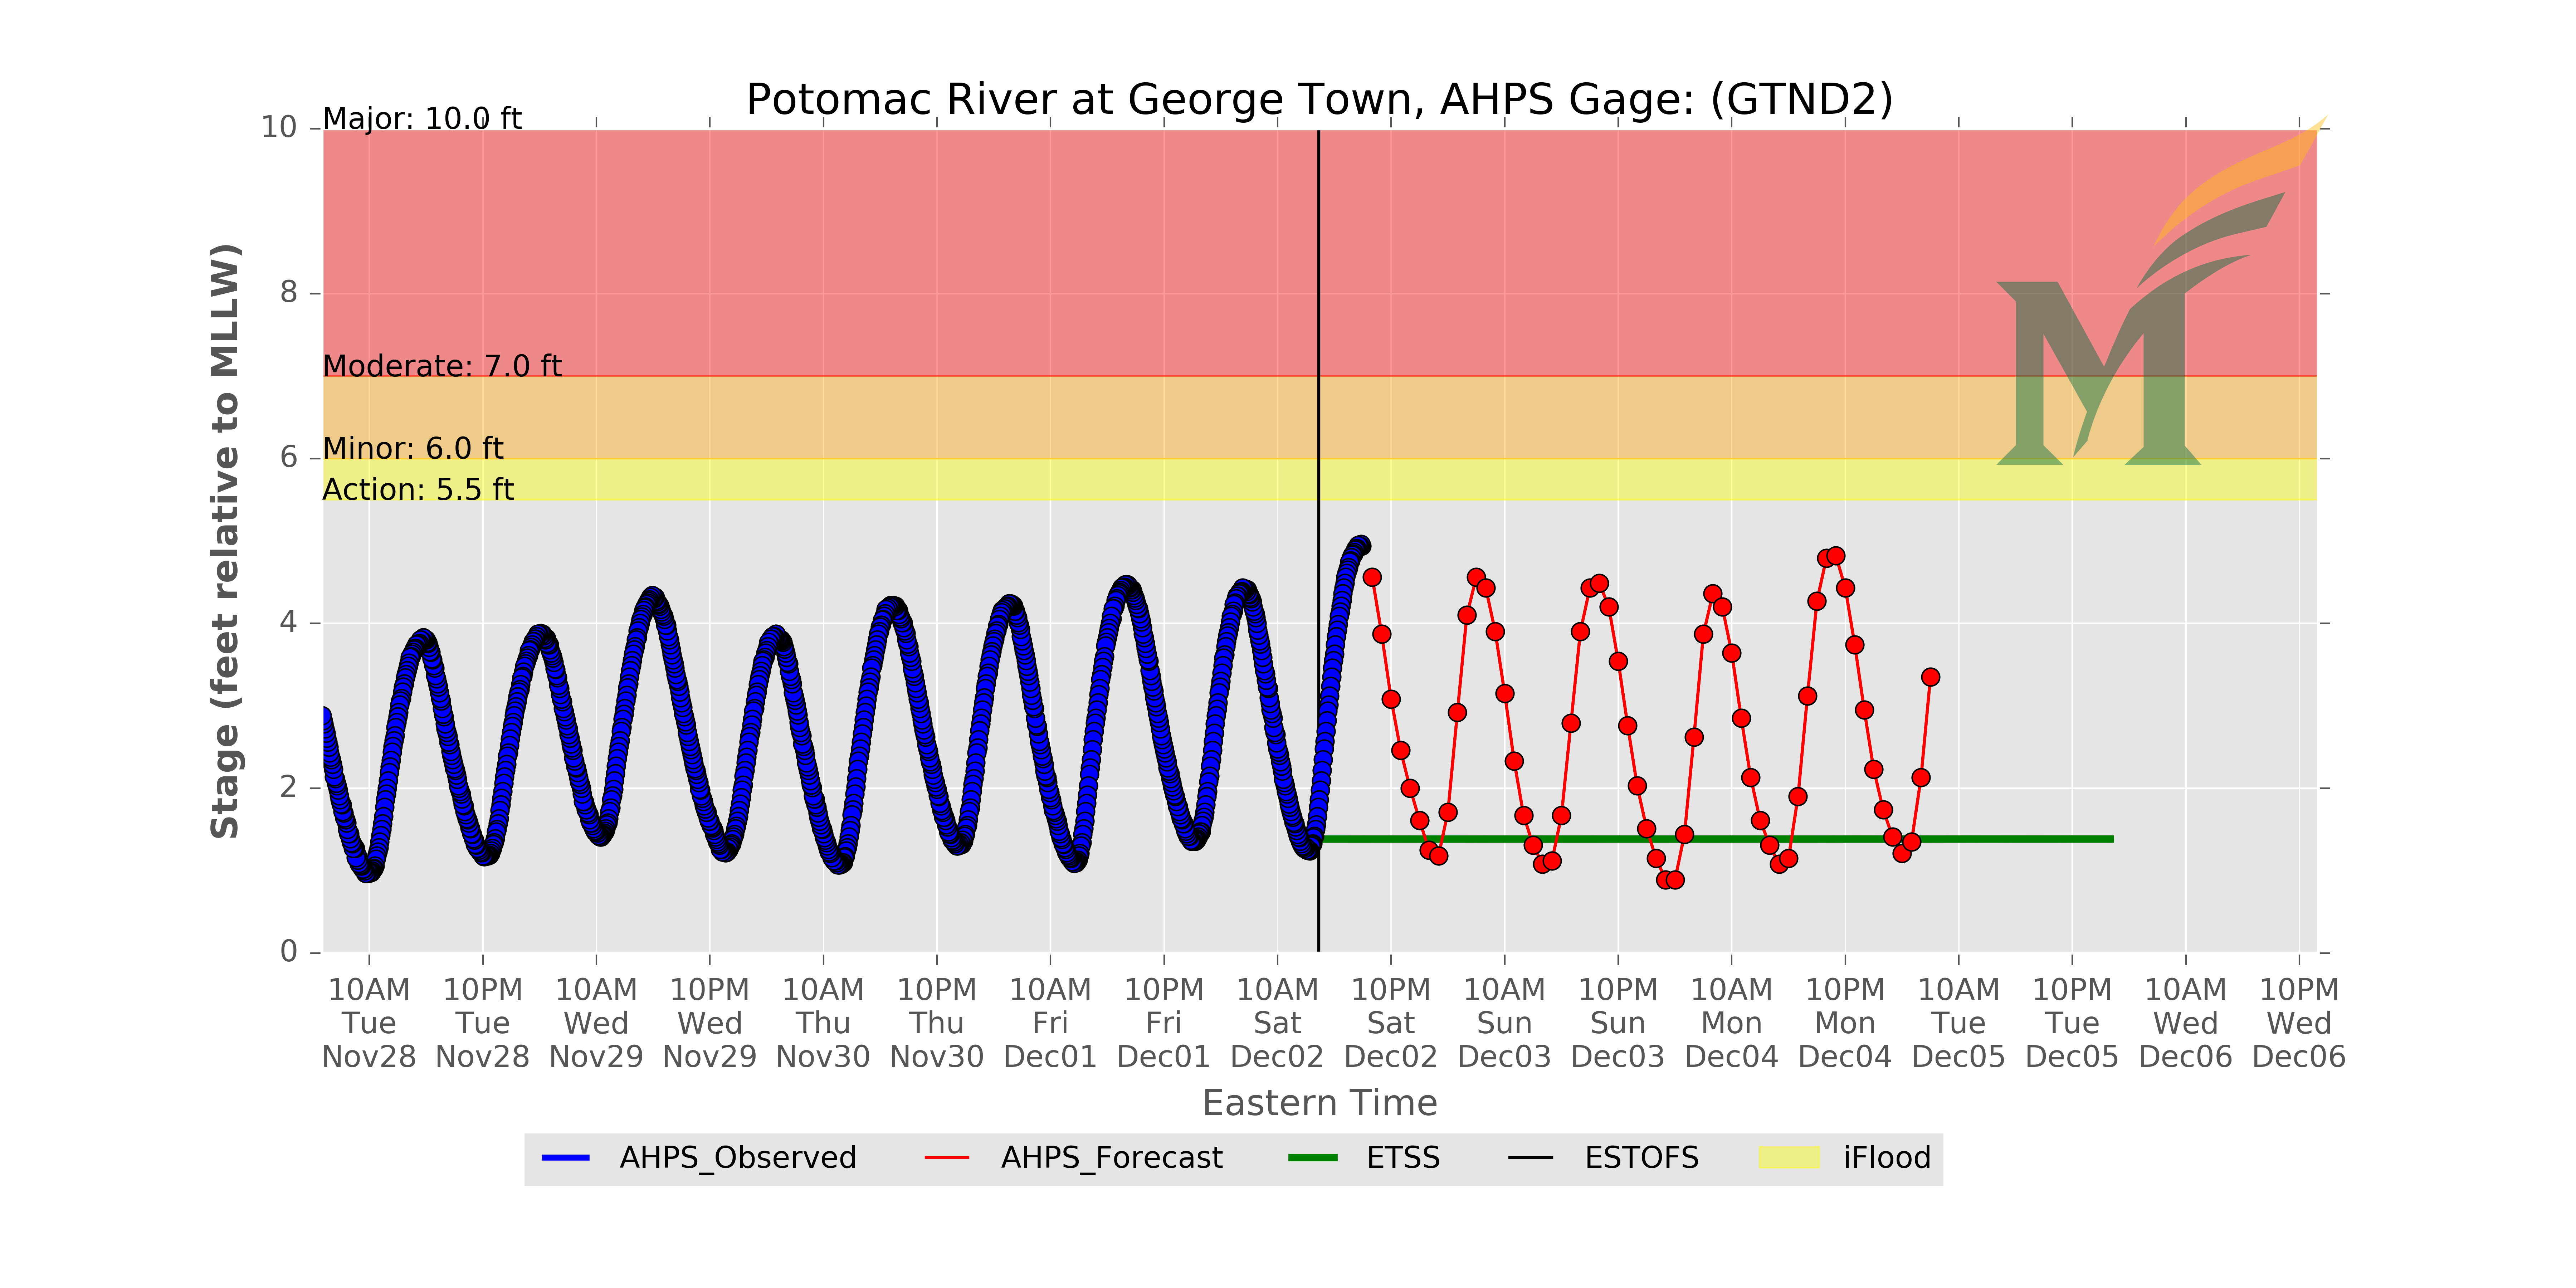 Potomac River at George Town, AHPS Gage: (GTND2)
Major: 10.0 ft
Moderate: 7.0 ft
Minor: 6.0 ft
Action: 5.5 ft
Stage (feet relative to MLLW)
10
8
6
4
2
0
10AM 10PM 10AM 10PM 10AM 10PM 10AM 10PM 10AM 10PM 10AM 10PM 10AM 10PM 10AM 10PM 10AM 10PM
Tue Tue Wed Wed Thu Thu Fri Fri Sat Sat Sun Sun Mon Mon Tue Tue Wed Wed
Nov28 Nov28 Nov29 Nov29 Nov30 Nov30 Dec01 Dec01 Dec02 Dec02 Dec03 Dec03 Dec04 Dec04 Dec05 Dec05 Dec06 Dec06
Eastern Time
AHPS_Observed AHPS_Forecast ETSS ESTOFS iFlood